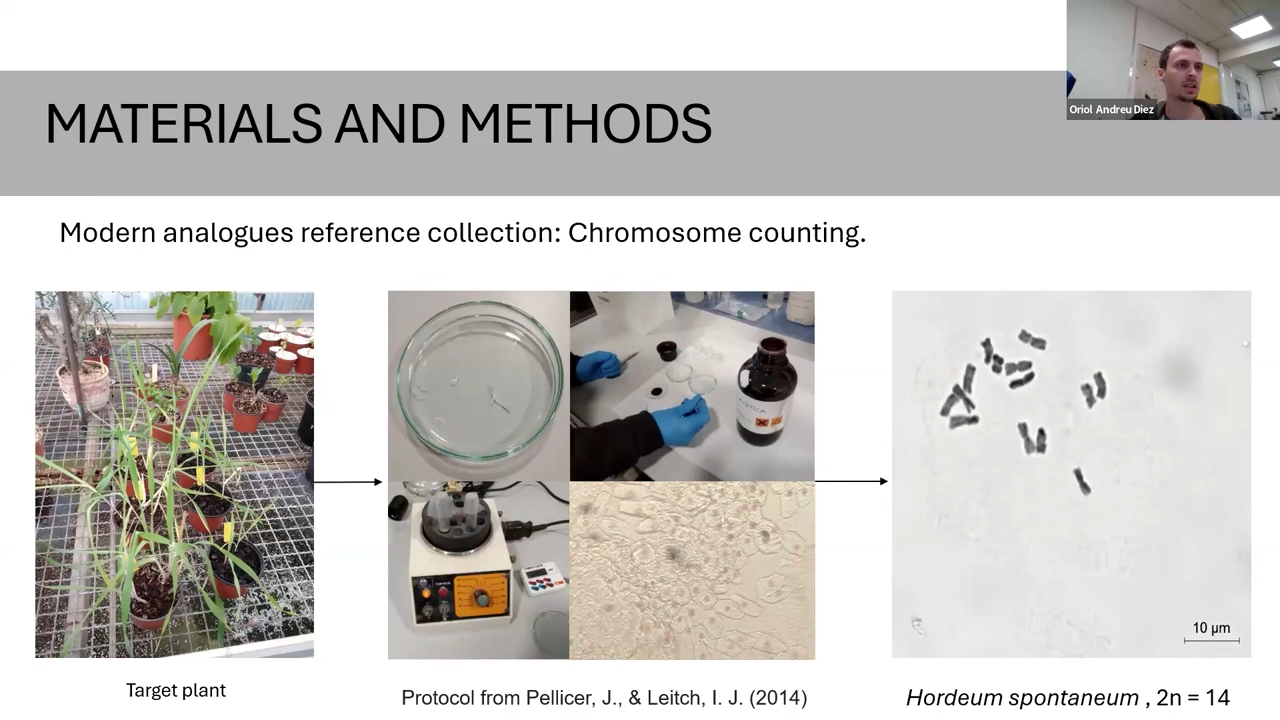 Oriol Andreu Diez
MATERIALS AND METHODS
Modern analogues reference collection: Chromosome counting.
10 µm
Target plant
Protocol from Pellicer, J., & Leitch, I. J. (2014)
Hordeum spontaneum , 2n = 14